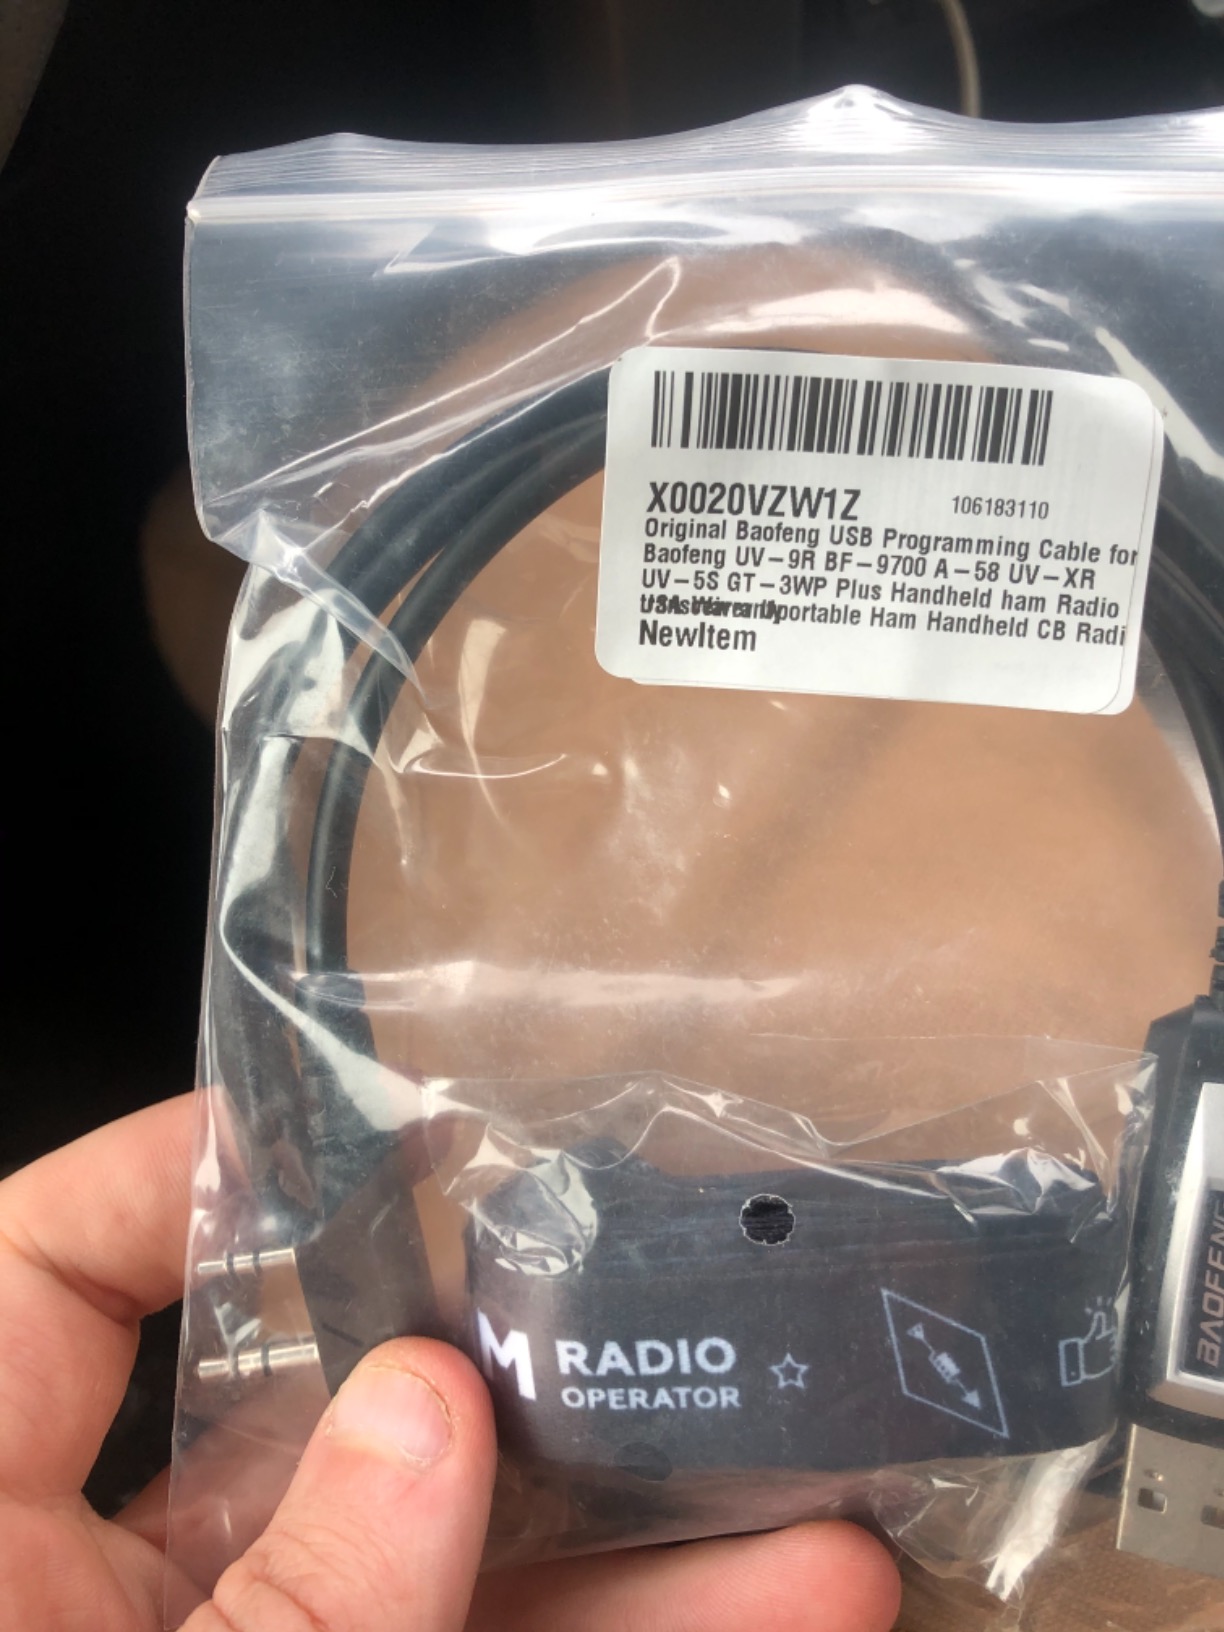 X0020VZW1Z 106183110
Original Baofeng USB Programming Cable for
Baofeng UV-9R BF-9700 A-58 UV-XR
UV-5S GT-3WP Plus Handheld ham Radio
portable Ham Handheld CB Radi
NewItem
M RADIO
OPERATOR
BAOFENG